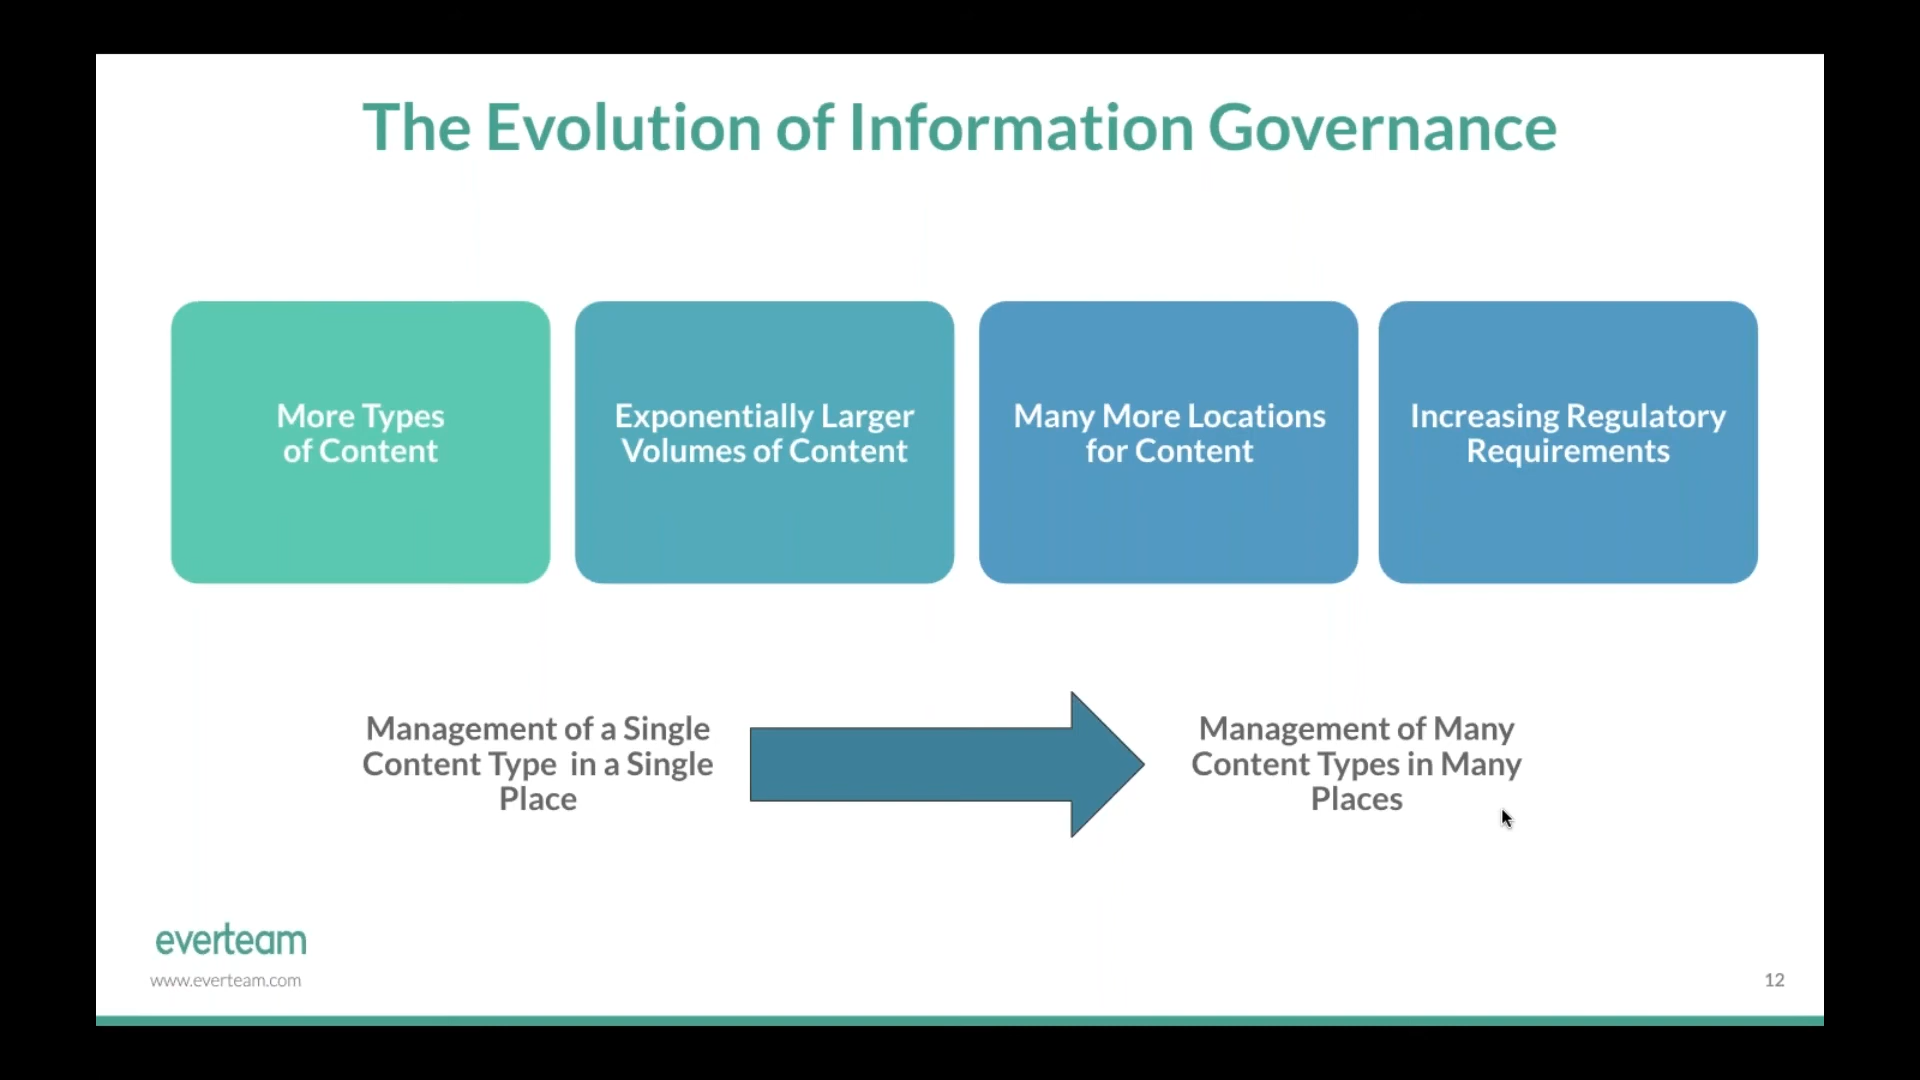 The Evolution of Information Governance
More Types
of Content
Exponentially Larger
Volumes of Content
Many More Locations
for Content
Increasing Regulatory
Requirements
Management of a Single
Content Type  in a Single
Place
Management of Many
Content Types in Many
Places
everteam
www.everteam.com
12